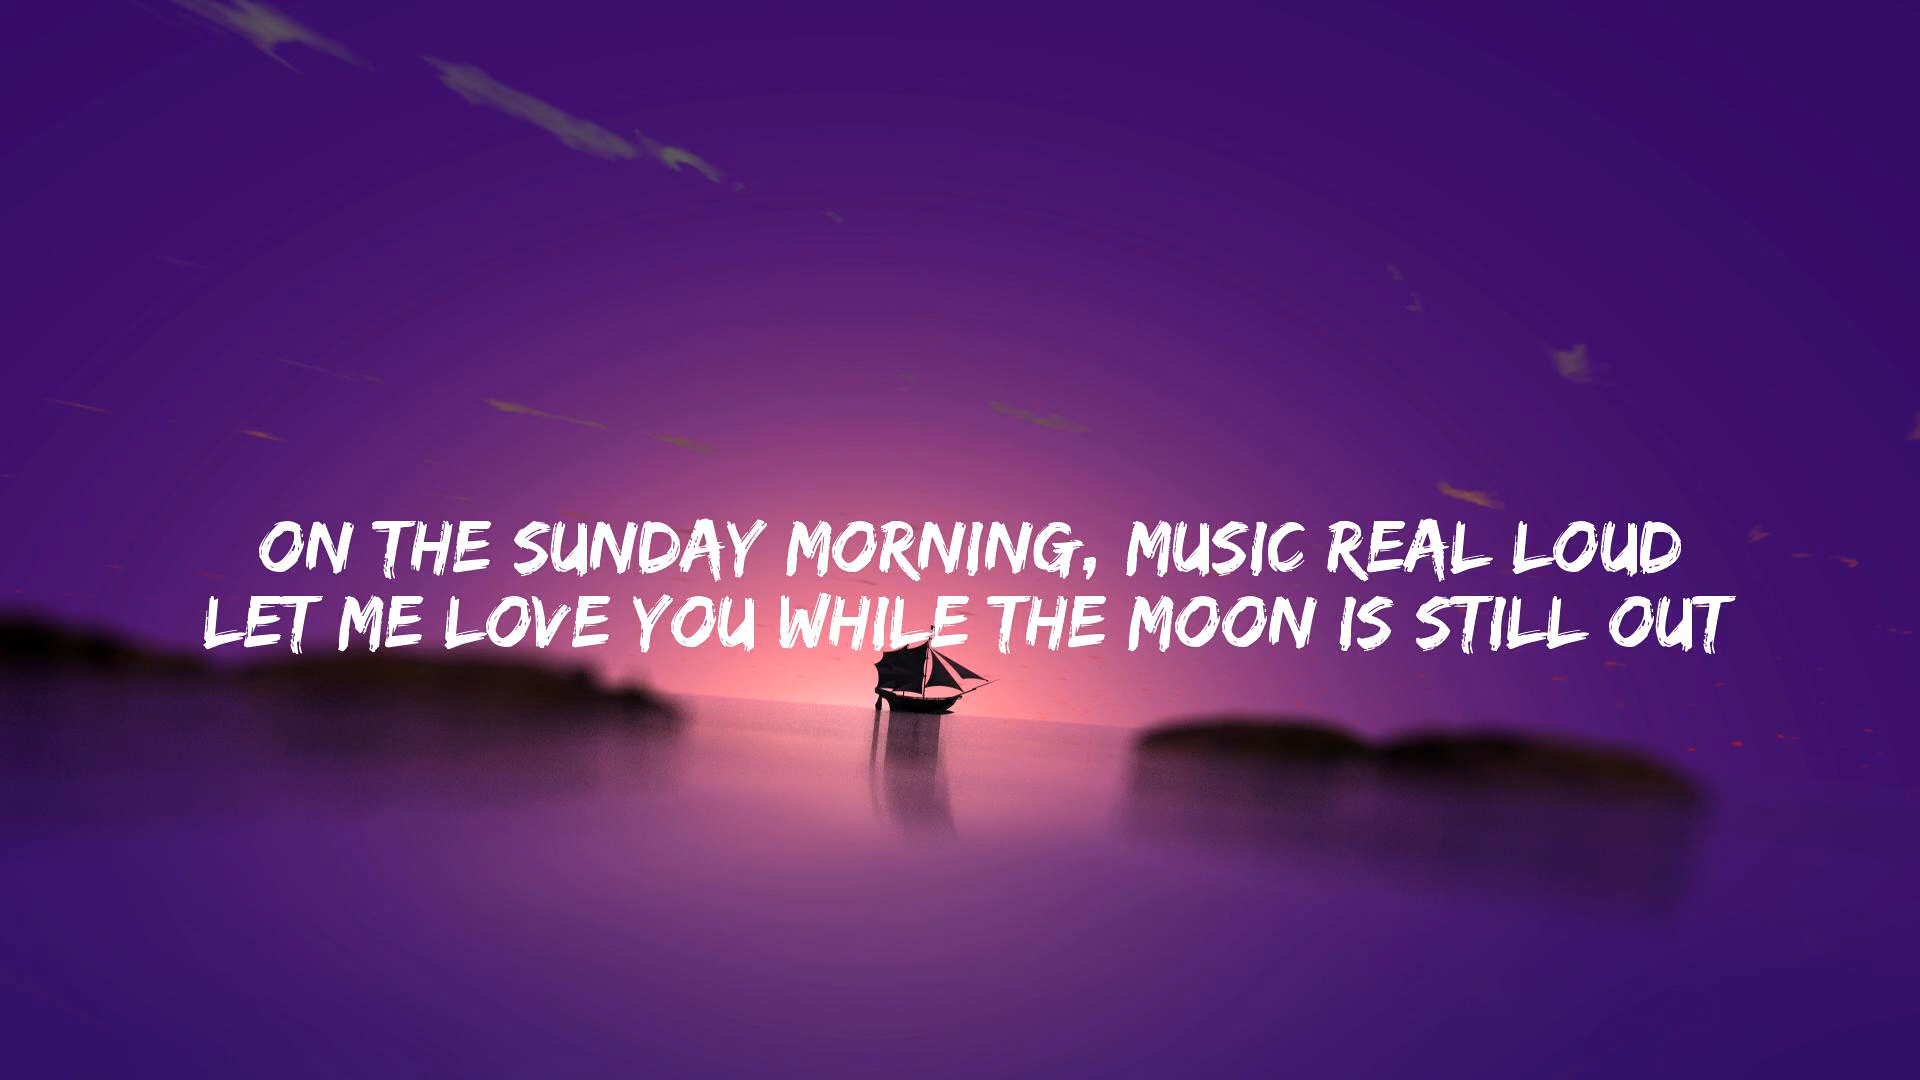 ON THE SUNDAY MORNING, MUSIC REAL LOUD
LET ME LOVE YOU WHILE THE MOON IS STILL OUT